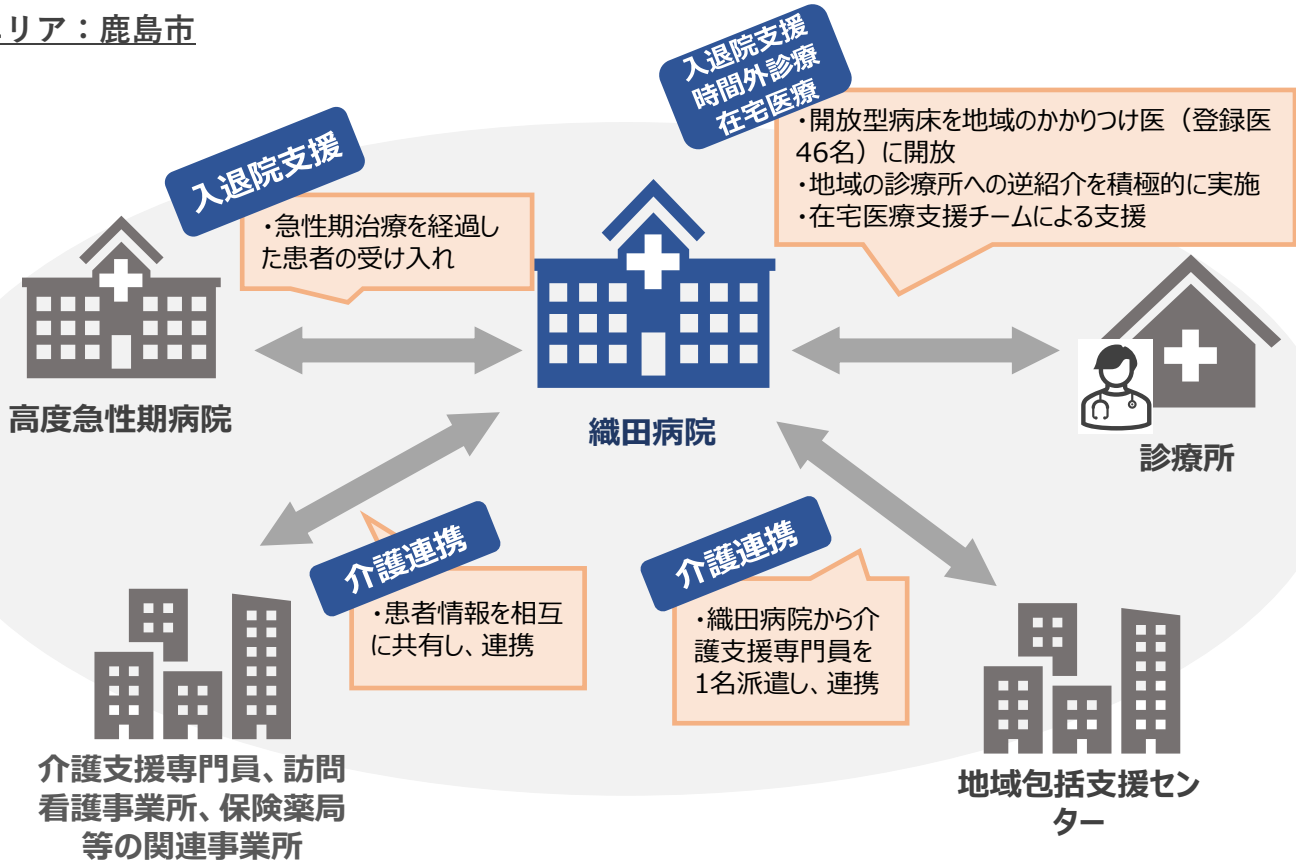 リア：鹿島市
入退院支援
時間外診療
在宅医療
・開放型病床を地域のかかりつけ医（登録医
46名）に開放
・地域の診療所への逆紹介を積極的に実施
・在宅医療支援チームによる支援
入退院支援
・急性期治療を経過し
た患者の受け入れ
高度急性期病院
織田病院
診療所
介護連携
・患者情報を相互
に共有し、連携
介護連携
・織田病院から介
護支援専門員を
1名派遣し、連携
介護支援専門員、訪問
看護事業所、保険薬局
等の関連事業所
地域包括支援セン
ター